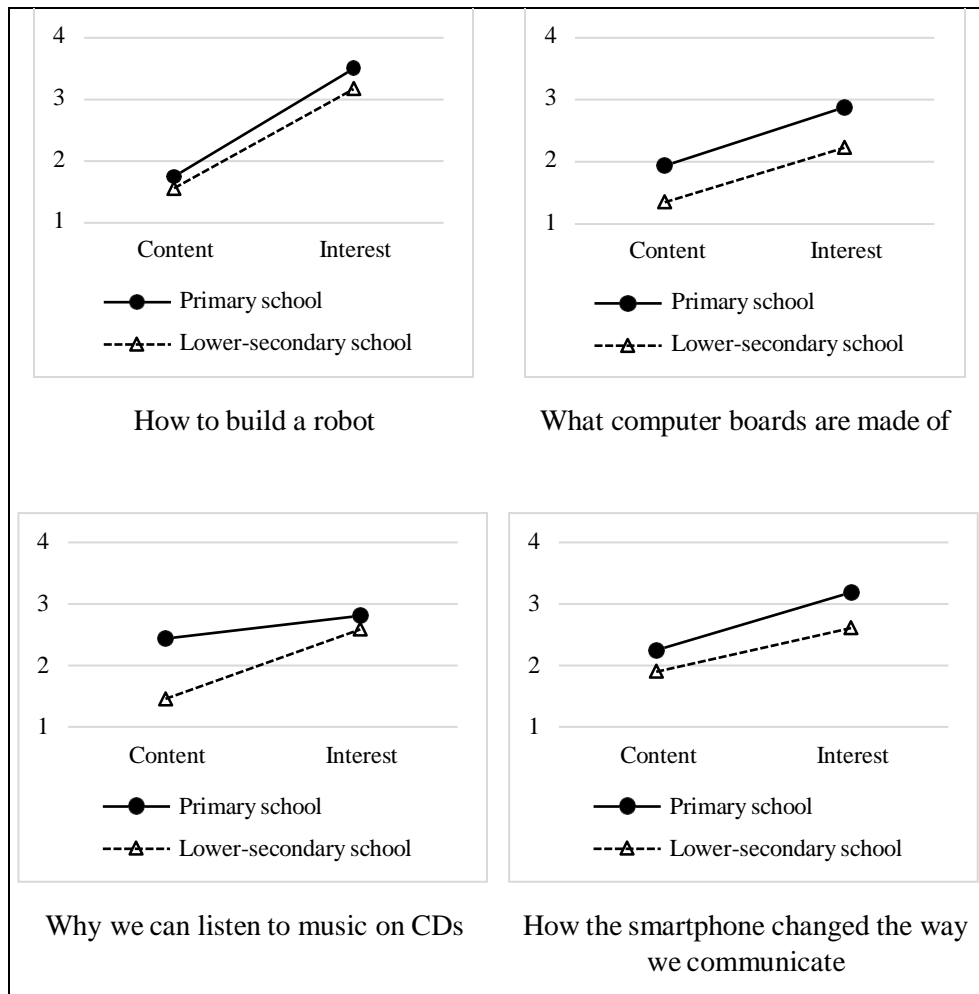 4
3
2
1
Content Interest
Primary school
Lower-secondary school
How to build a robot
4
3
2
1
Content Interest
Primary school
Lower-secondary school
What computer boards are made of
4
3
2
1
Content Interest
Primary school
Lower-secondary school
Why we can listen to music on CDs
4
3
2
1
Content Interest
Primary school
Lower-secondary school
How the smartphone changed the way
we communicate